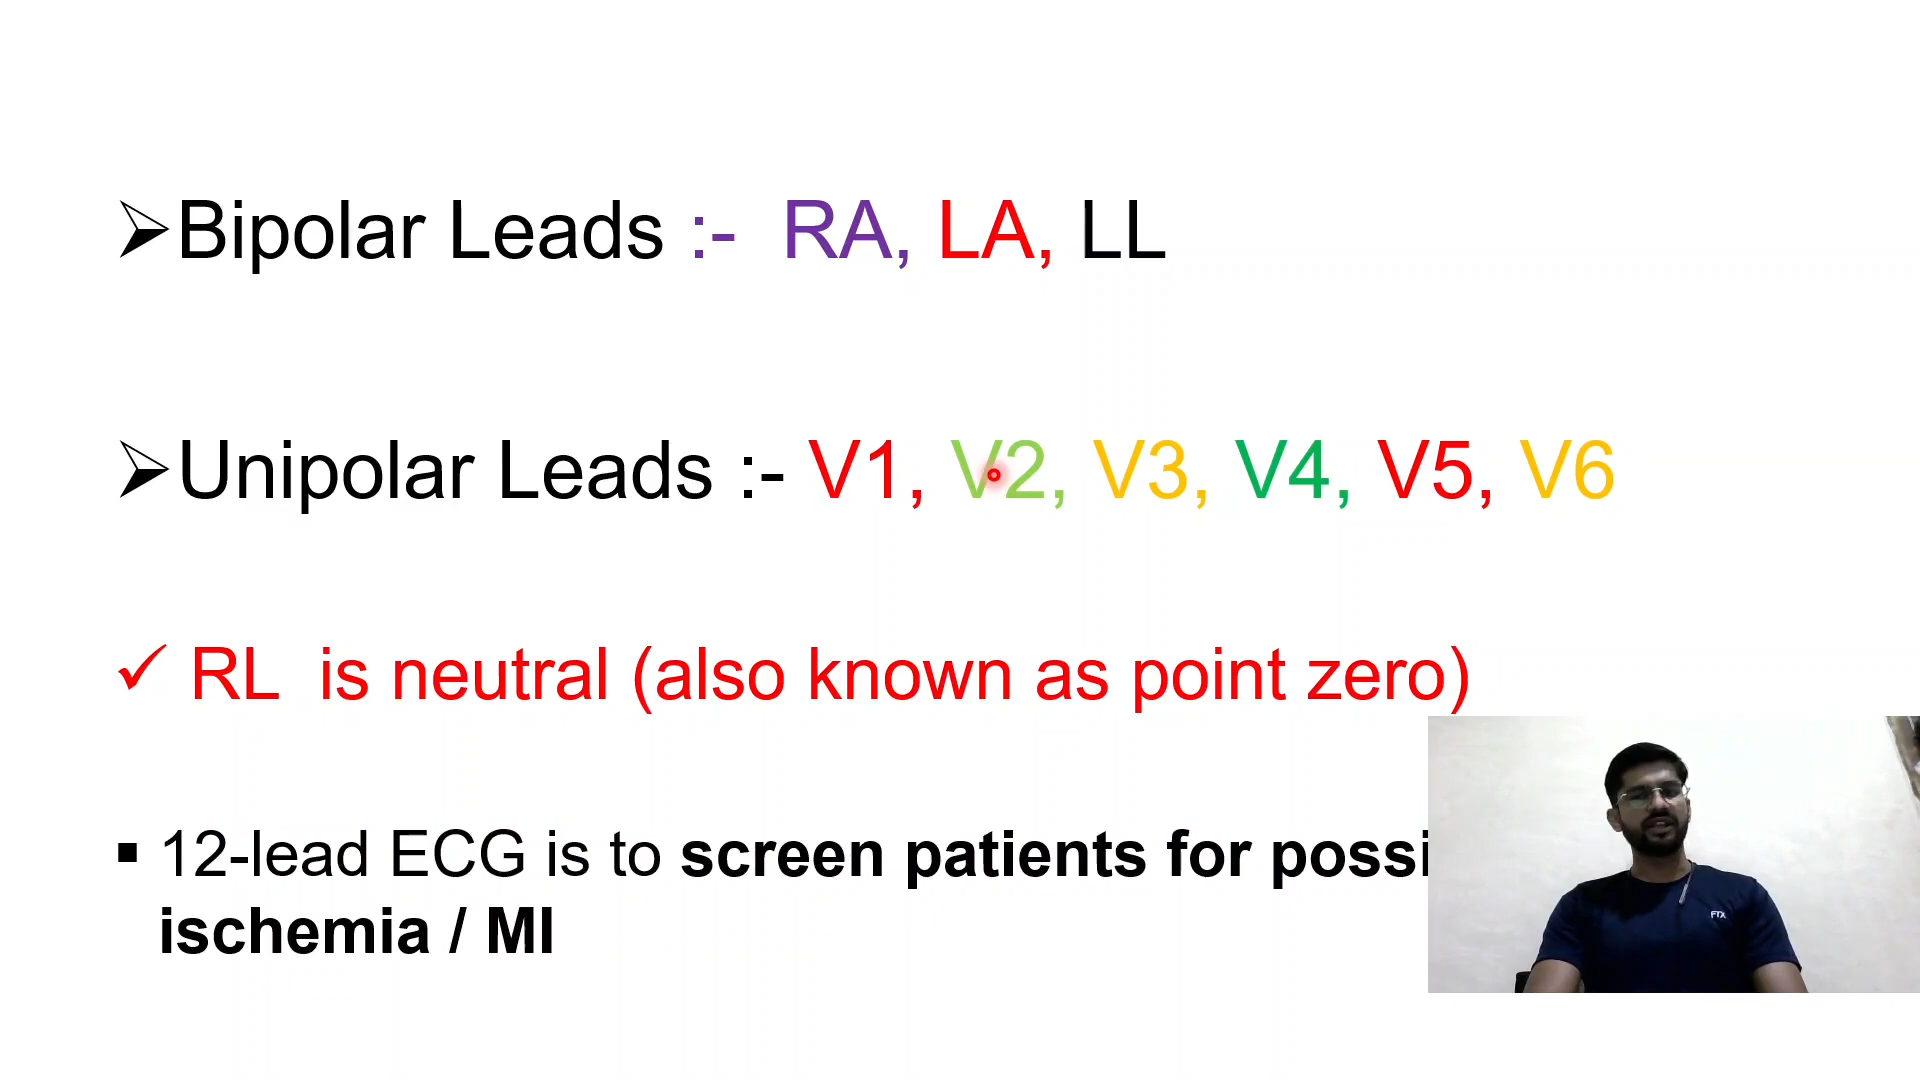 Bipolar Leads :- RA, LA, LL
Unipolar Leads :- V1, V2, V3, V4, V5, V6
RL is neutral (also known as point zero)
12-lead ECG is to screen patients for
ischemia / MI
FTX